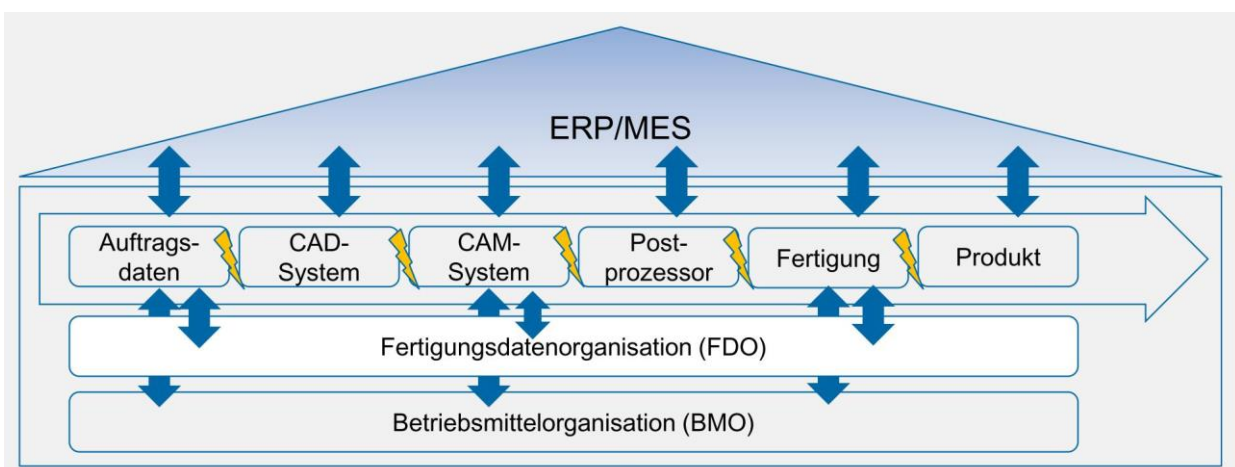 ERP/MES
Auftrags-
daten
CAD-
System
CAM-
System
Post-
prozessor
Fertigung
Produkt
Fertigungsdatenorganisation (FDO)
Betriebsmittelorganisation (BMO)